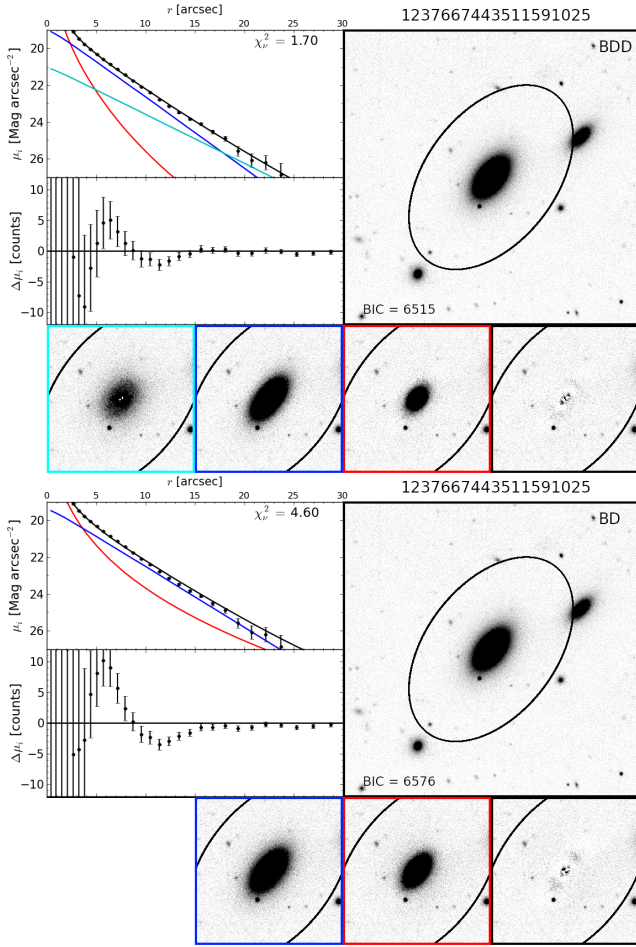 r [arcsec]
1237667443511591025
0 5 10 15 20 25 30
χ²ν = 1.70
BDD
20
22
24
26
μi [Mag arcsec⁻²]
10
5
0
−5
−10
Δμi [counts]
BIC = 6515
r [arcsec]
1237667443511591025
0 5 10 15 20 25 30
χ²ν = 4.60
BD
20
22
24
26
μi [Mag arcsec⁻²]
10
5
0
−5
−10
Δμi [counts]
BIC = 6576